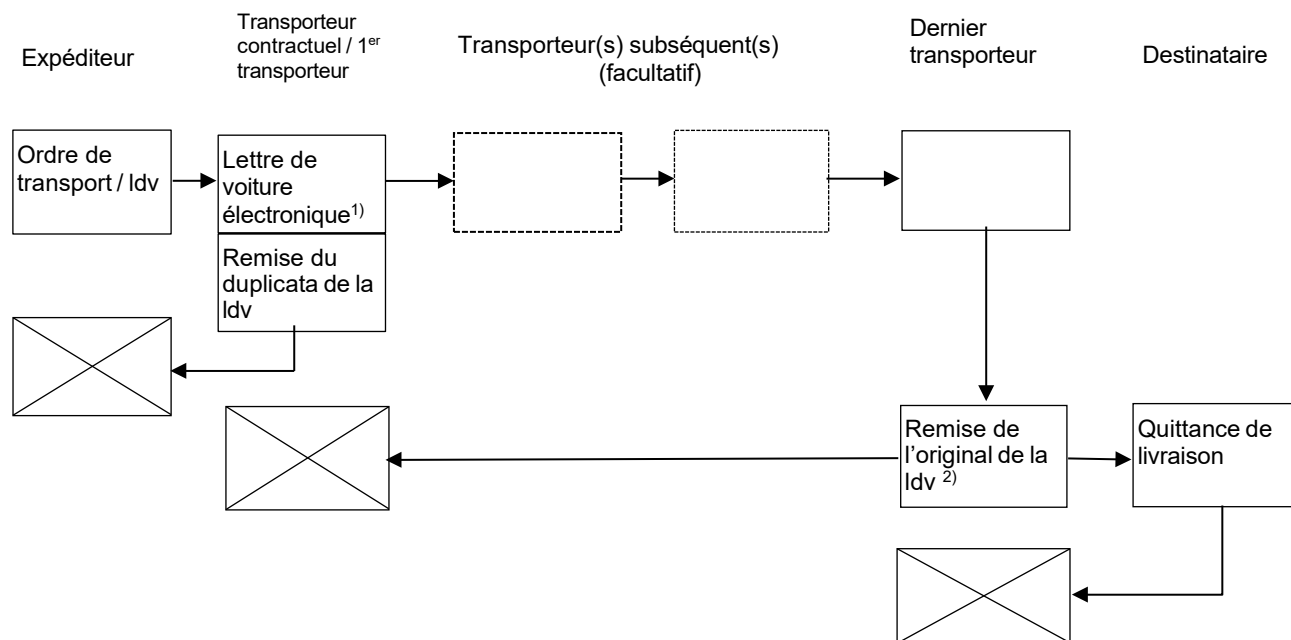 Expéditeur
Transporteur
contractuel / 1er
transporteur
Transporteur(s) subséquent(s)
(facultatif)
Dernier
transporteur
Destinataire
Ordre de
transport / ldv
Lettre de
voiture
électronique1)
Remise du
duplicata de la
ldv
Remise de
l’original de la
ldv 2)
Quittance de
livraison